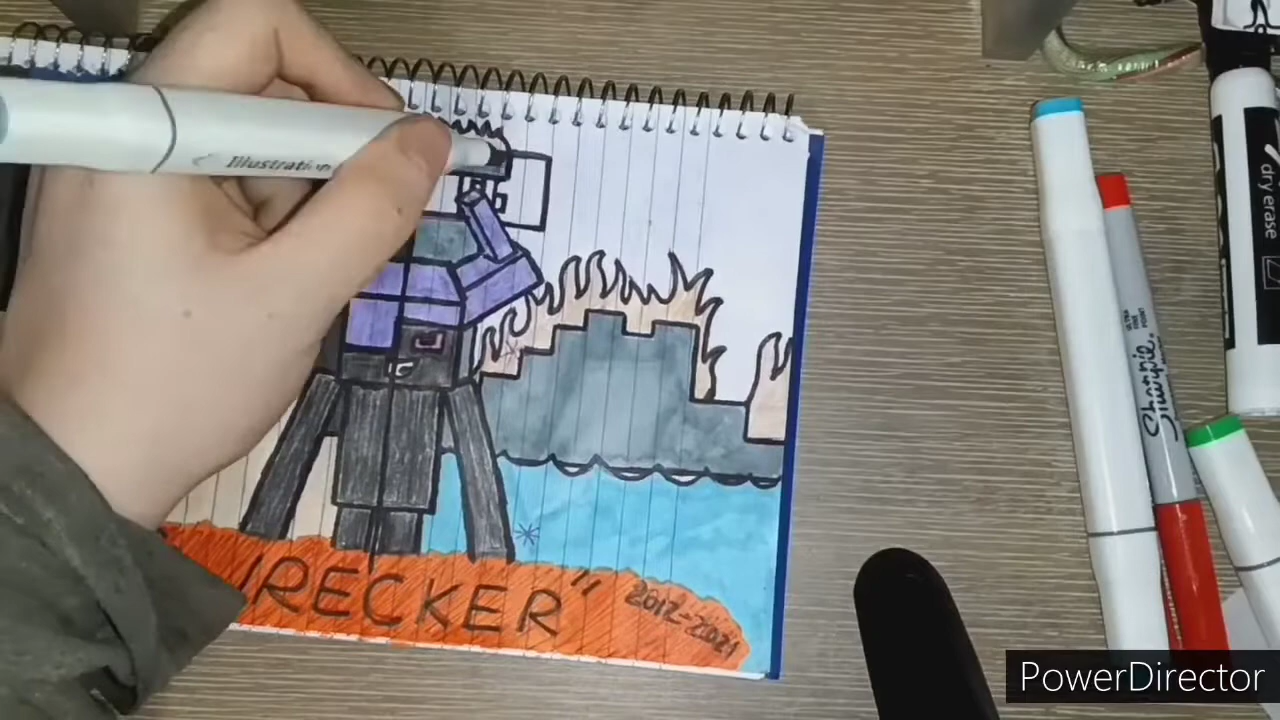 Illustration
dry erase
Sharpie
RECKER"
2012-2021
PowerDirector